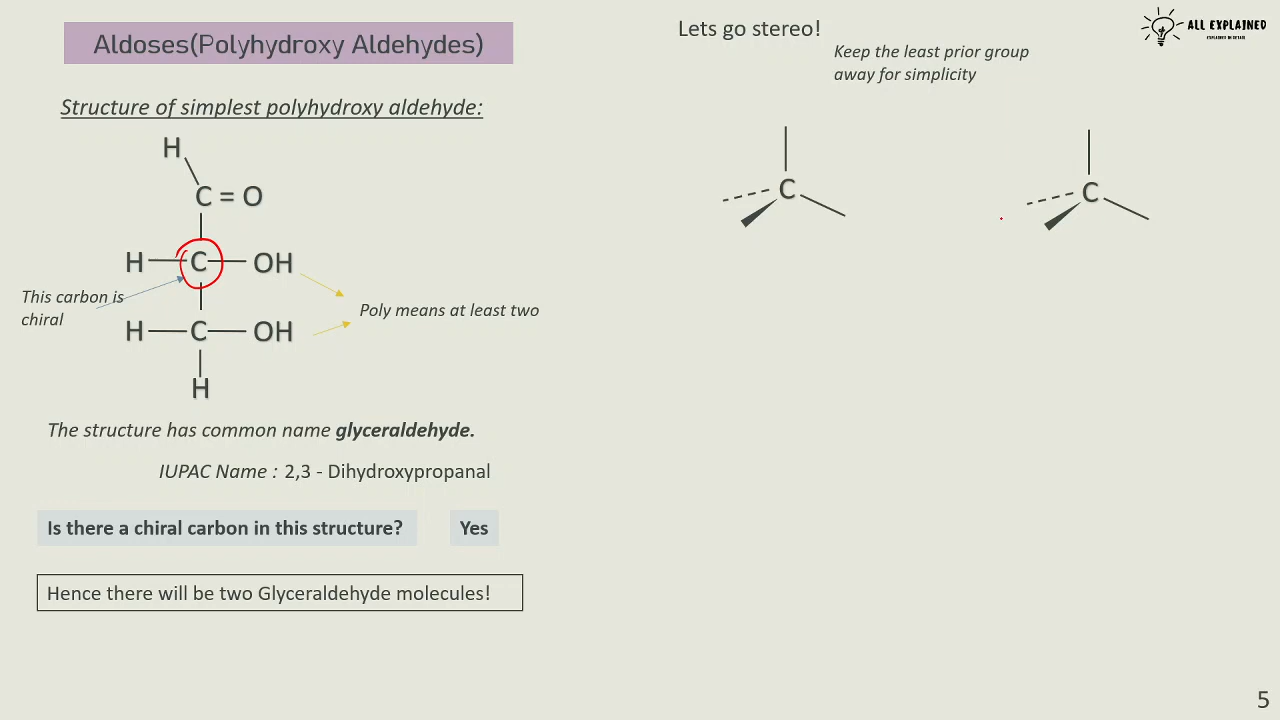 Aldoses(Polyhydroxy Aldehydes)
Structure of simplest polyhydroxy aldehyde:
H
C = O
H C OH
This carbon is
chiral
Poly means at least two
H C OH
H
The structure has common name glyceraldehyde.
IUPAC Name : 2,3 - Dihydroxypropanal
Is there a chiral carbon in this structure? Yes
Hence there will be two Glyceraldehyde molecules!
Lets go stereo!
Keep the least prior group
away for simplicity
C C
ALL EXPLAINED
EXPLAINED IN DETAIL
5